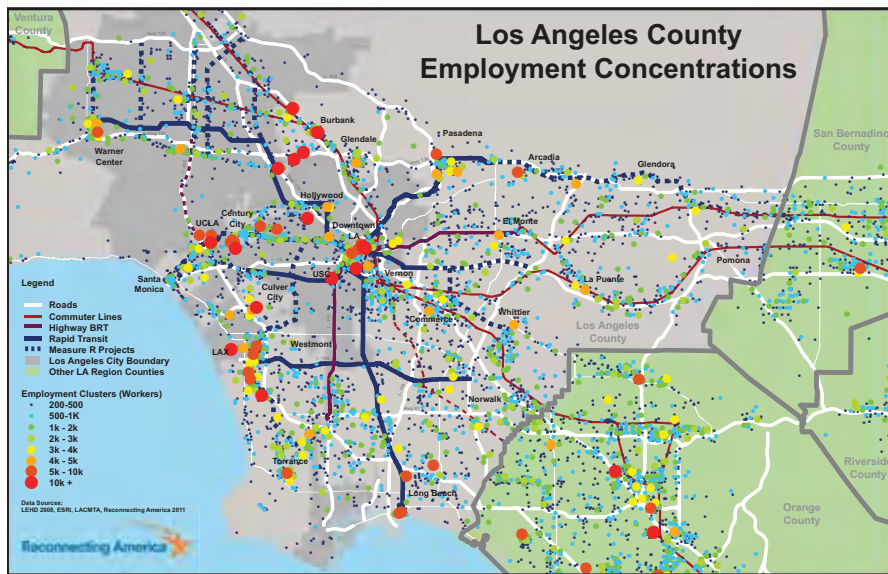 Los Angeles County
Employment Concentrations
Ventura
County
San Bernadino
County
Burbank
Glendale
Pasadena
Arcadia
Glendora
Warner
Center
Hollywood
UCLA
Century
City
Downtown
LA
El Monte
Pomona
Santa
Monica
USC
Vernon
La Puente
Culver
City
Commerce
Whittier
Los Angeles
County
LAX
Westmont
Norwalk
Torrance
Long Beach
Riverside
County
Orange
County
Legend
Roads
Commuter Lines
Highway BRT
Rapid Transit
Measure R Projects
Los Angeles City Boundary
Other LA Region Counties
Employment Clusters (Workers)
200-500
500-1K
1k - 2k
2k - 3k
3k - 4k
4k - 5k
5k - 10k
10k +
Data Sources:
LEHD 2008, ESRI, LACMTA, Reconnecting America 2011
Reconnecting America